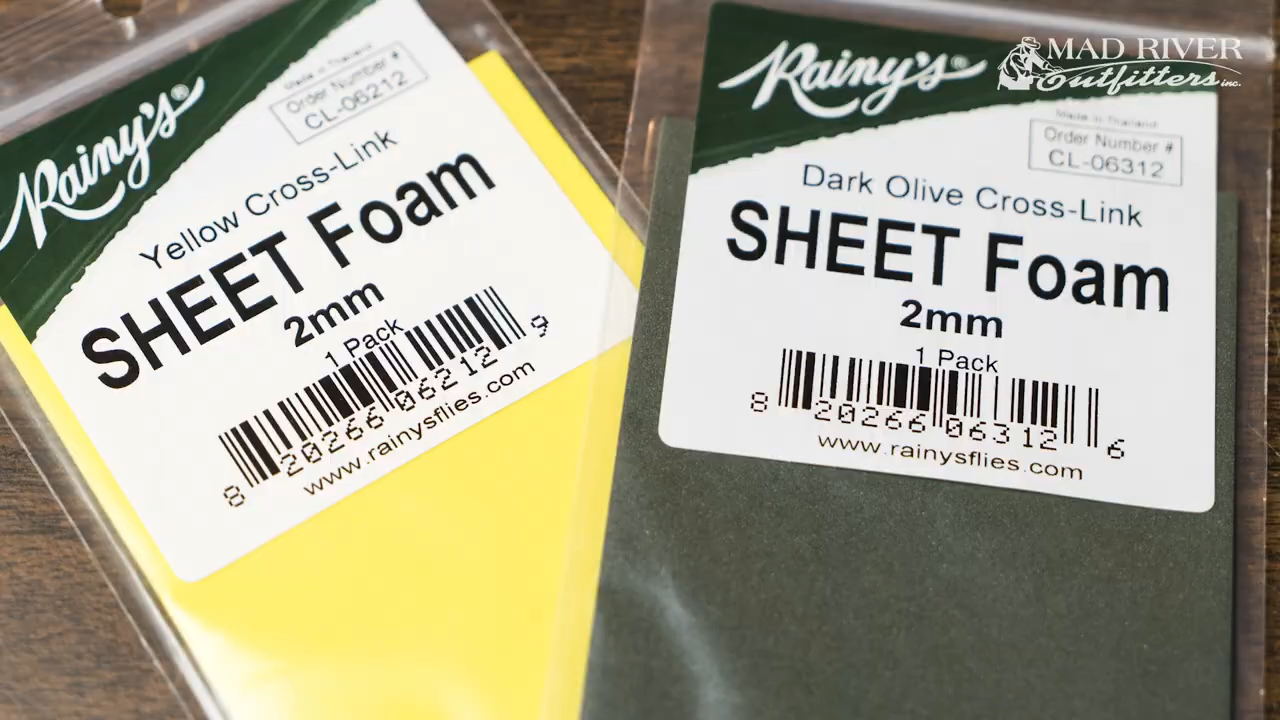 Rainy's®
Made in Thailand
Order Number #
CL-06212
Yellow Cross-Link
SHEET Foam
2mm
1 Pack
8 20266 06212 9
www.rainysflies.com
MAD RIVER
Outfitters inc.
Rainy's®
Made in Thailand
Order Number #
CL-06312
Dark Olive Cross-Link
SHEET Foam
2mm
1 Pack
8 20266 06312 6
www.rainysflies.com